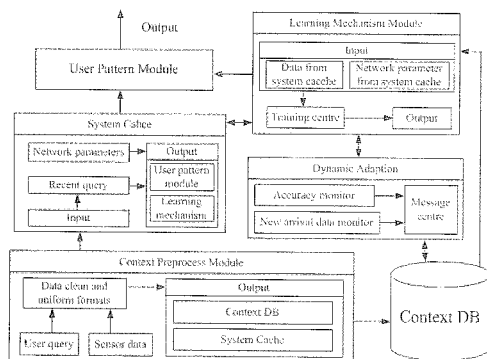 Output
Learning Mechanism Module
Input
Data from
system cacche
Network parameter
from system cache
Training centre
Output
User Pattern Module
System Cahce
Network parameters
Output
User pattern
module
Learning
mechanism
Recent query
Input
Dynamic Adaption
Accuracy monitor
New arrival data monitor
Message
centre
Context Preprocess Module
Data clean and
uniform formats
User query
Sensor data
Output
Context DB
System Cache
Context DB